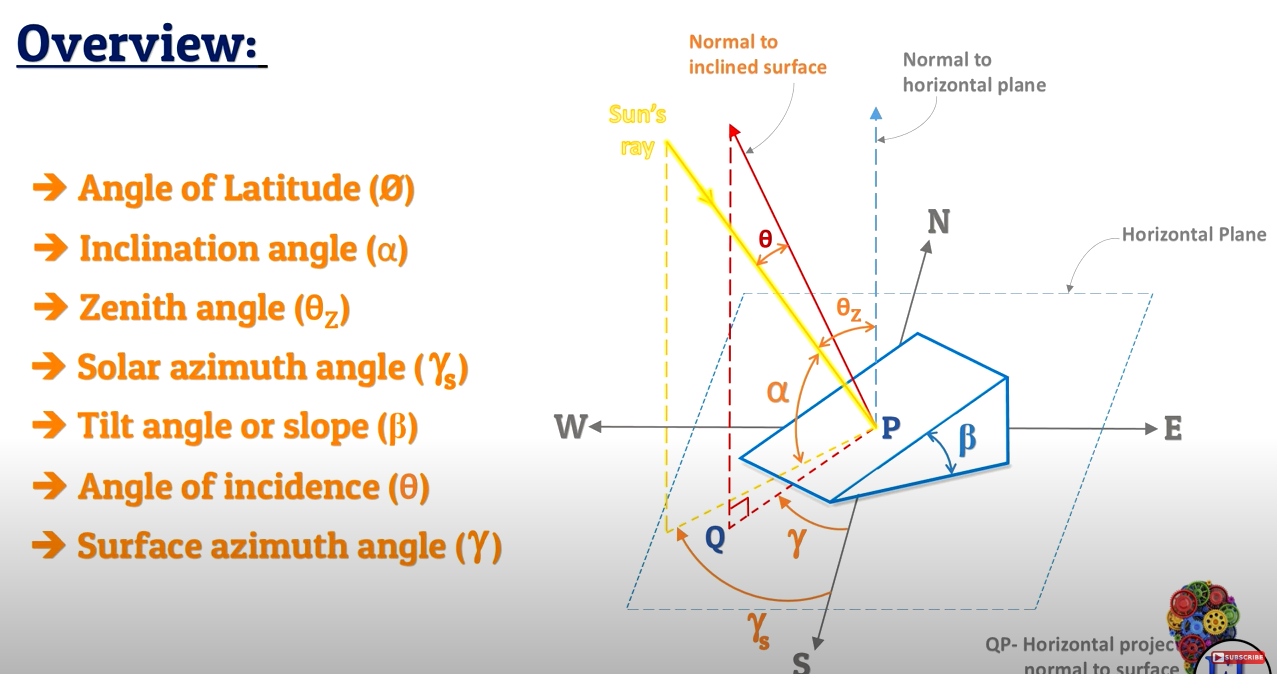 Overview:
➔ Angle of Latitude (Ø)
➔ Inclination angle (α)
➔ Zenith angle (θz)
➔ Solar azimuth angle (γs)
➔ Tilt angle or slope (β)
➔ Angle of incidence (θ)
➔ Surface azimuth angle (γ)
Normal to
inclined surface
Normal to
horizontal plane
Sun's
ray
N
θ
Horizontal Plane
θz
α
W
P
E
β
Q
γ
γs
S
QP- Horizontal projec
normal to surface
SUBSCRIBE